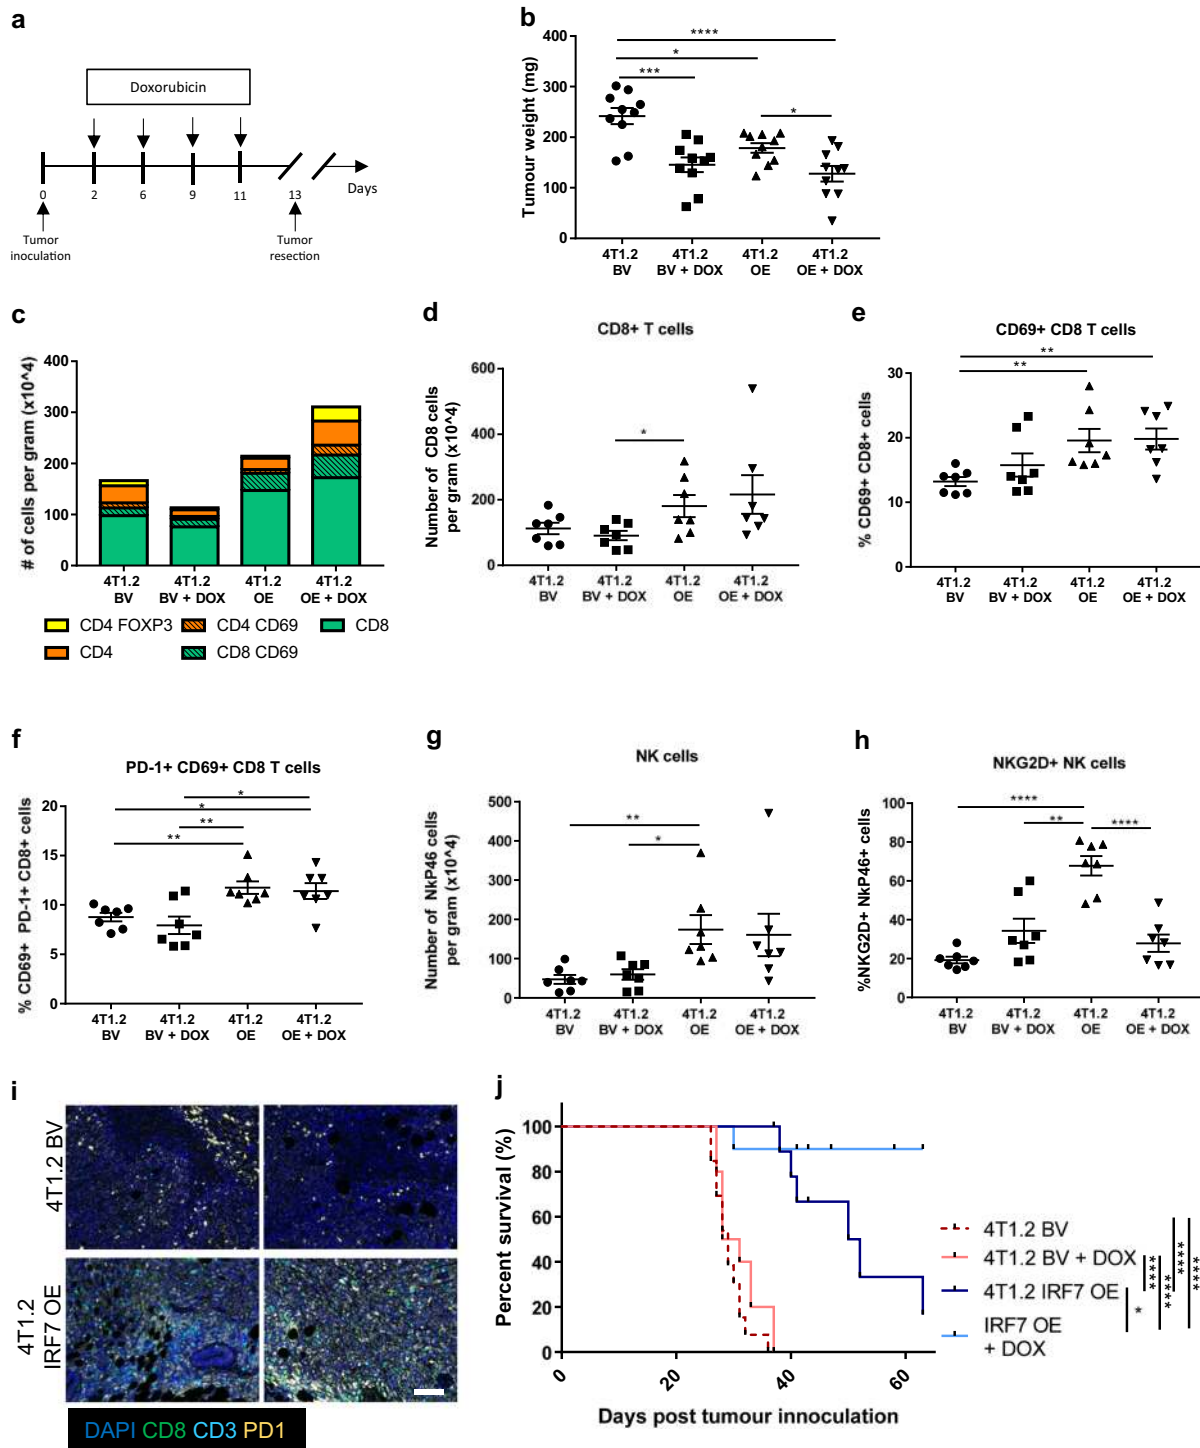 a
Doxorubicin
0
2
6
9
11
13
Days
Tumor
inoculation
Tumor
resection
b
Tumour weight (mg)
400
300
200
100
0
****
*
***
*
4T1.2
BV
4T1.2
BV + DOX
4T1.2
OE
4T1.2
OE + DOX
c
# of cells per gram (x10^4)
400
300
200
100
0
4T1.2
BV
4T1.2
BV + DOX
4T1.2
OE
4T1.2
OE + DOX
CD4 FOXP3
CD4 CD69
CD8
CD4
CD8 CD69
d
CD8+ T cells
Number of CD8 cells
per gram (x10^4)
600
400
200
0
*
4T1.2
BV
4T1.2
BV + DOX
4T1.2
OE
4T1.2
OE + DOX
e
CD69+ CD8 T cells
% CD69+ CD8+ cells
30
20
10
0
**
**
4T1.2
BV
4T1.2
BV + DOX
4T1.2
OE
4T1.2
OE + DOX
f
PD-1+ CD69+ CD8 T cells
% CD69+ PD-1+ CD8+ cells
20
15
10
5
0
*
*
**
**
4T1.2
BV
4T1.2
BV + DOX
4T1.2
OE
4T1.2
OE + DOX
g
NK cells
Number of NkP46 cells
per gram (x10^4)
500
400
300
200
100
0
**
*
4T1.2
BV
4T1.2
BV + DOX
4T1.2
OE
4T1.2
OE + DOX
h
NKG2D+ NK cells
%NKG2D+ NkP46+ cells
100
80
60
40
20
0
****
**
****
4T1.2
BV
4T1.2
BV + DOX
4T1.2
OE
4T1.2
OE + DOX
i
4T1.2 BV
4T1.2
IRF7 OE
DAPI CD8 CD3 PD1
j
Percent survival (%)
100
80
60
40
20
0
0
20
40
60
Days post tumour innoculation
4T1.2 BV
4T1.2 BV + DOX
4T1.2 IRF7 OE
IRF7 OE
+ DOX
*
****
****
****
****